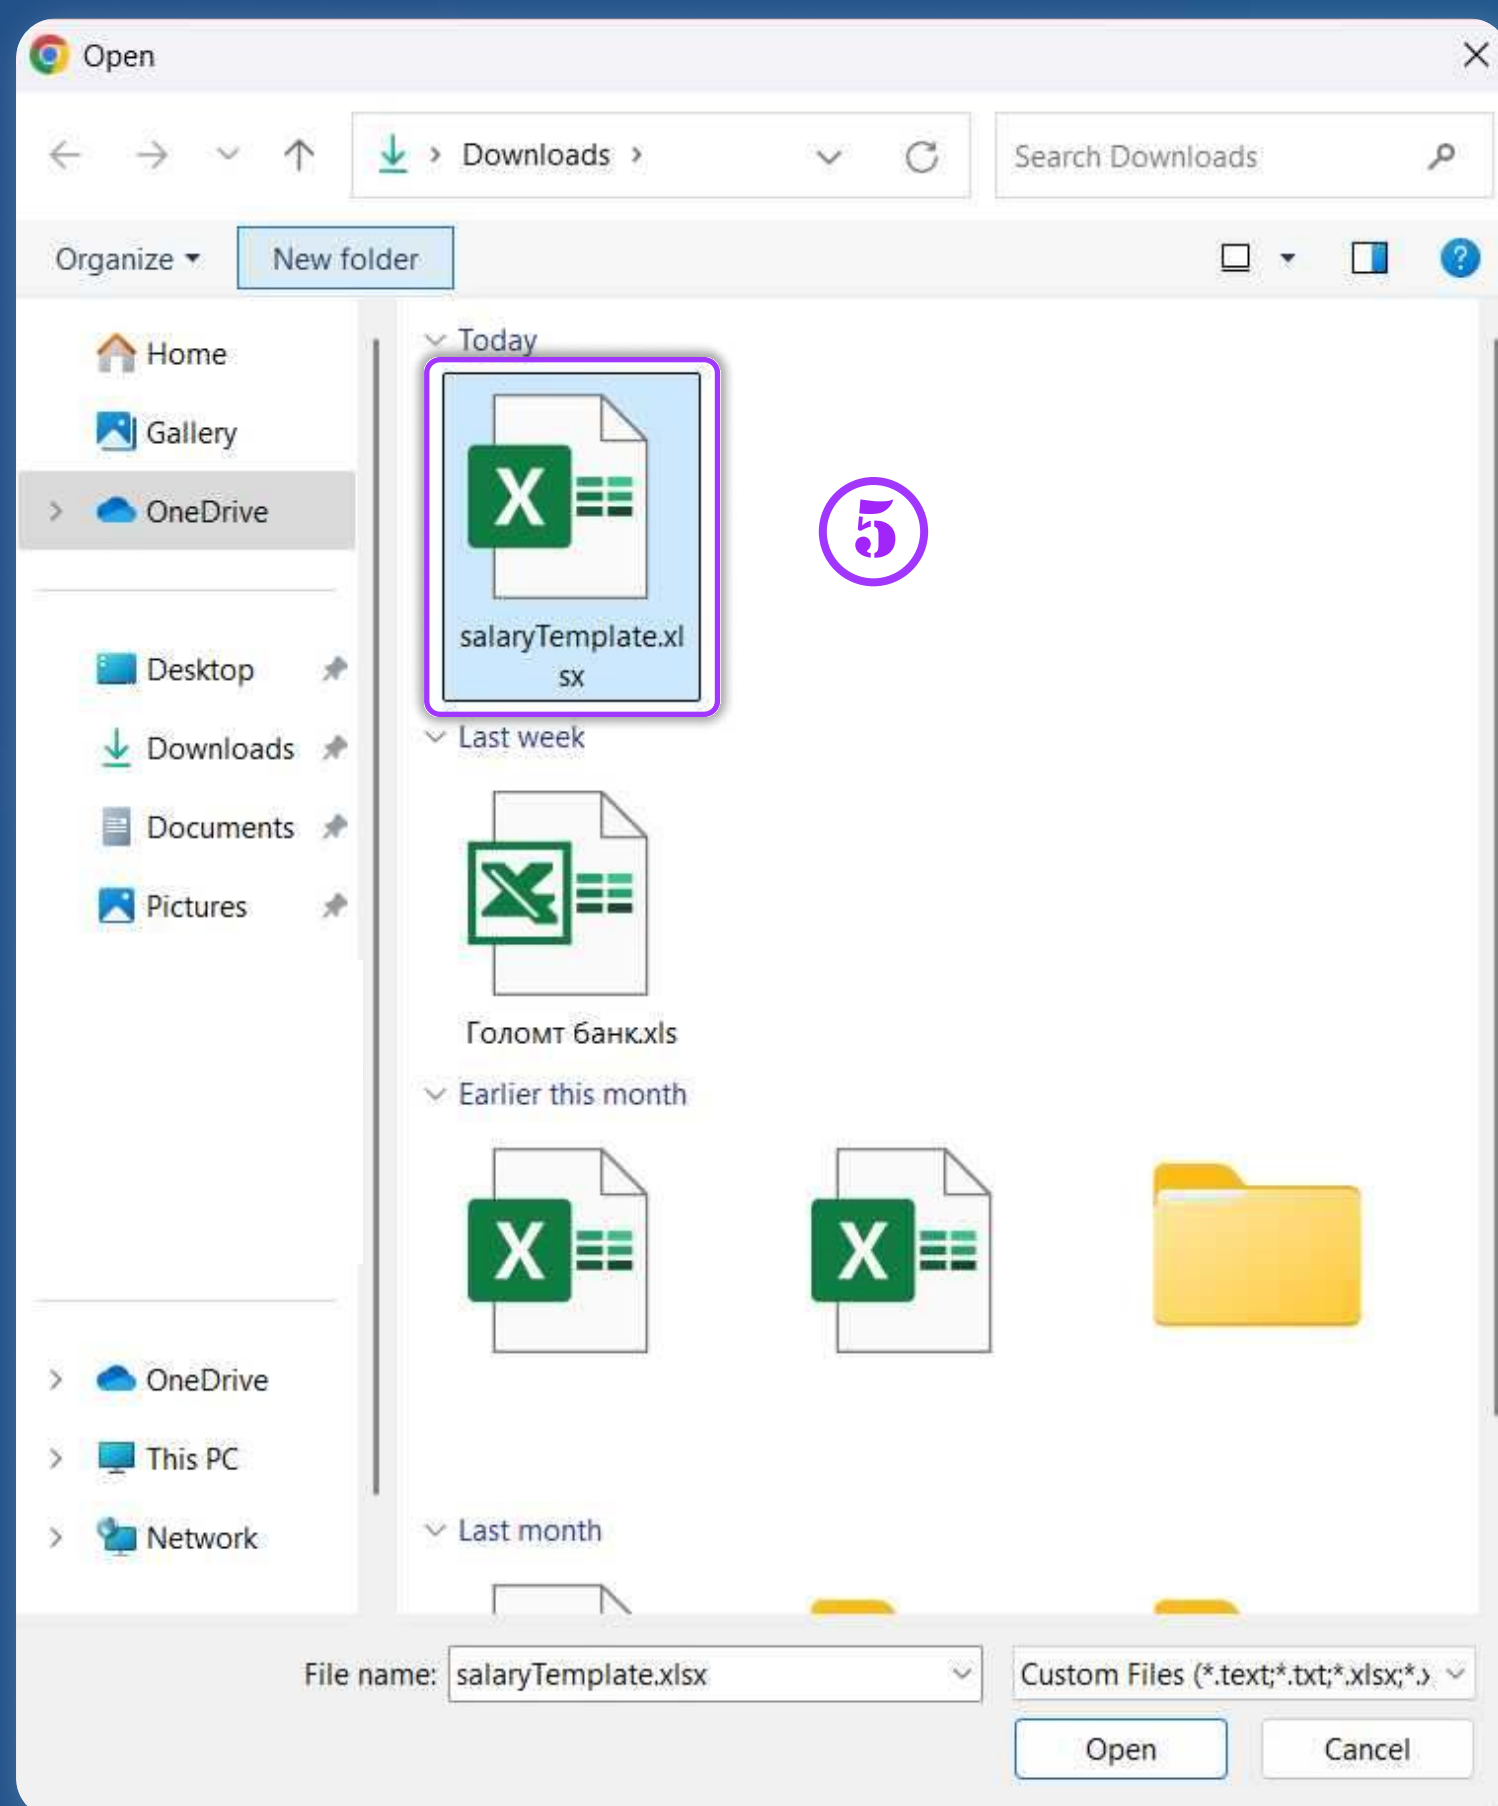 Open
Downloads
Search Downloads
Organize
New folder
Home
Gallery
OneDrive
Desktop
Downloads
Documents
Pictures
OneDrive
This PC
Network
Today
salaryTemplate.xl
sx
5
Last week
Голомт банк.xls
Earlier this month
Last month
File name: salaryTemplate.xlsx
Custom Files (*.text;*.txt;*.xlsx;*.x
Open
Cancel